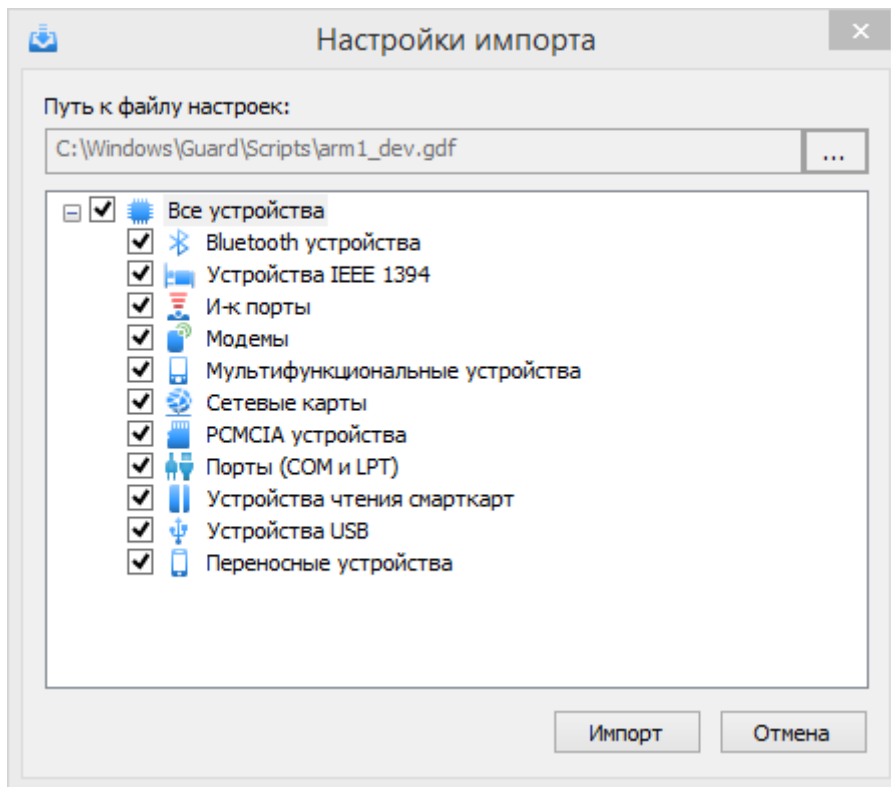 Настройки импорта
Путь к файлу настроек:
C:\Windows\Guard\Scripts\arm1_dev.gdf
...
Все устройства
Bluetooth устройства
Устройства IEEE 1394
И-к порты
Модемы
Мультифункциональные устройства
Сетевые карты
PCMCIA устройства
Порты (COM и LPT)
Устройства чтения смарткарт
Устройства USB
Переносные устройства
Импорт
Отмена